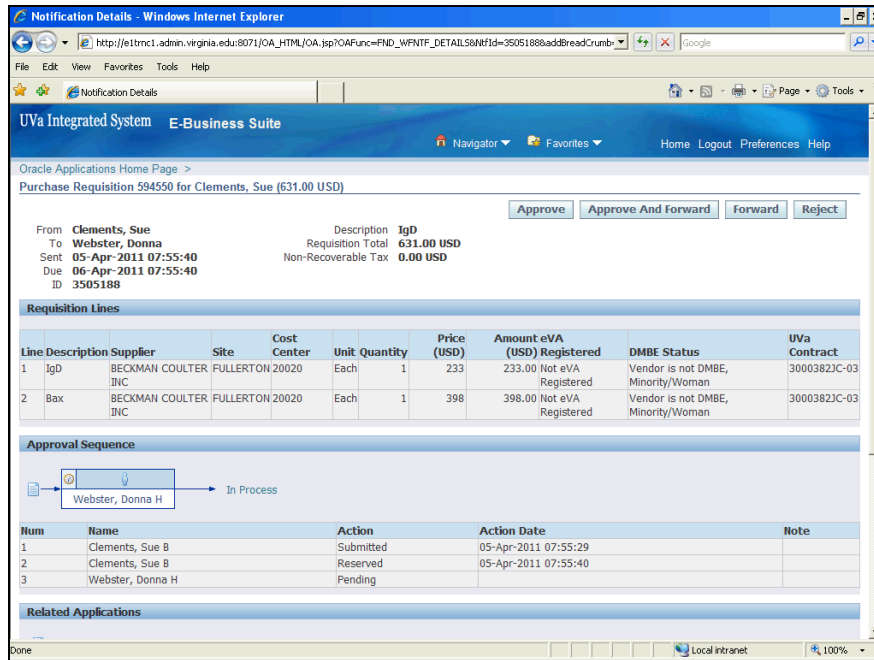 Notification Details - Windows Internet Explorer
http://e1trnc1.admin.virginia.edu:8071/OA_HTML/OA.jsp?OAFunc=FND_WFNTF_DETAILS&NtfId=3505188&addBreadCrumb=
Google
File Edit View Favorites Tools Help
Notification Details
Page Tools
UVa Integrated System E-Business Suite
Navigator Favorites Home Logout Preferences Help
Oracle Applications Home Page >
Purchase Requisition 594550 for Clements, Sue (631.00 USD)
Approve Approve And Forward Forward Reject
From Clements, Sue Description IgD
To Webster, Donna Requisition Total 631.00 USD
Sent 05-Apr-2011 07:55:40 Non-Recoverable Tax 0.00 USD
Due 06-Apr-2011 07:55:40
ID 3505188
Requisition Lines
Cost Price Amount eVA UVa
Line Description Supplier Site Center Unit Quantity (USD) (USD) Registered DMBE Status Contract
1 IgD BECKMAN COULTER FULLERTON 20020 Each 1 233 233.00 Not eVA Vendor is not DMBE, 3000382JC-03
INC Registered Minority/Woman
2 Bax BECKMAN COULTER FULLERTON 20020 Each 1 398 398.00 Not eVA Vendor is not DMBE, 3000382JC-03
INC Registered Minority/Woman
Approval Sequence
Webster, Donna H In Process
Num Name Action Action Date Note
1 Clements, Sue B Submitted 05-Apr-2011 07:55:29
2 Clements, Sue B Reserved 05-Apr-2011 07:55:40
3 Webster, Donna H Pending
Related Applications
Done Local intranet 100%